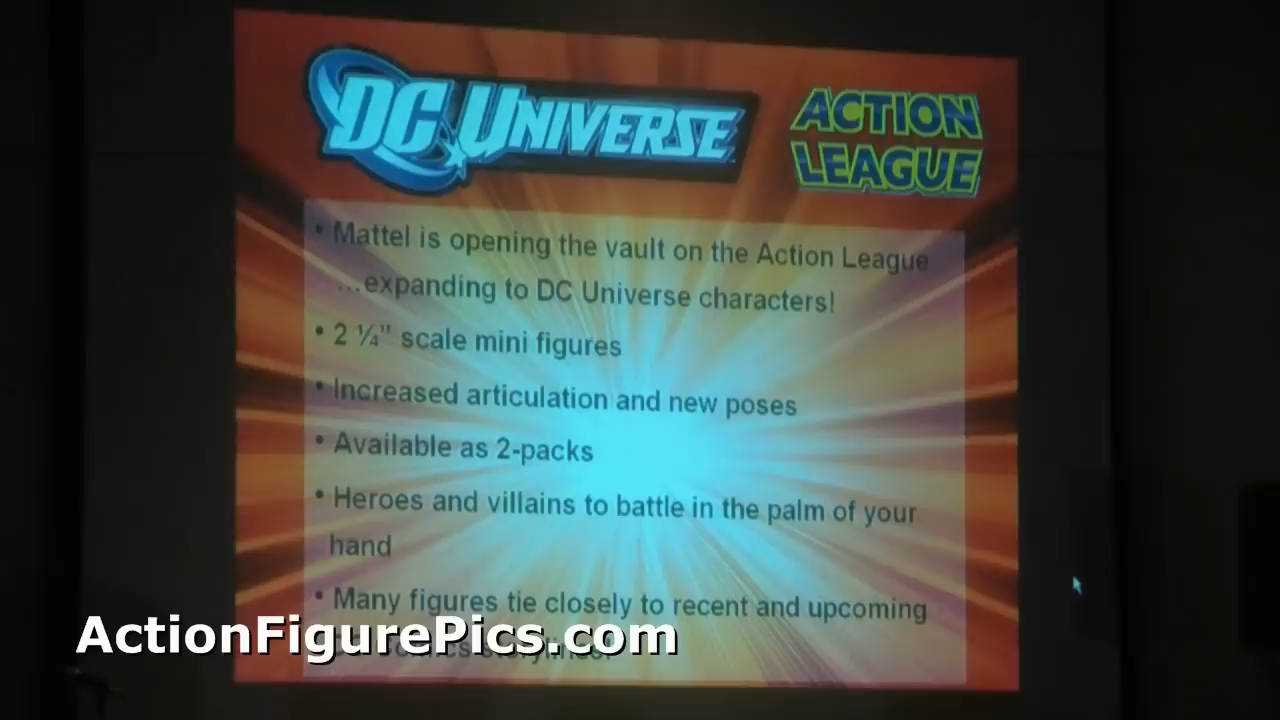 DC UNIVERSE
ACTION
LEAGUE
• Mattel is opening the vault on the Action League
...expanding to DC Universe characters!
• 2 ¼" scale mini figures
• Increased articulation and new poses
• Available as 2-packs
• Heroes and villains to battle in the palm of your
hand
• Many figures tie closely to recent and upcoming
ActionFigurePics.com